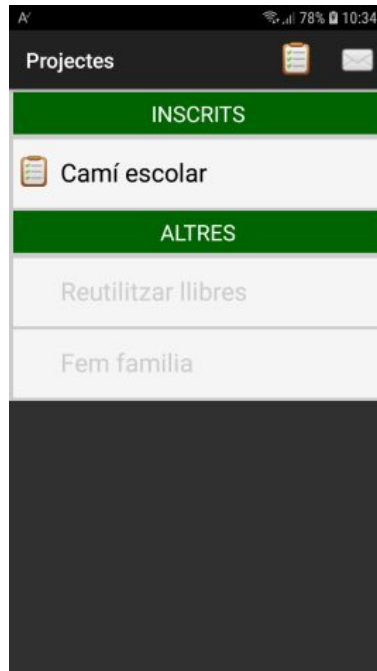 78% 10:34
Projectes
INSCRITS
Camí escolar
ALTRES
Reutilitzar llibres
Fem familia